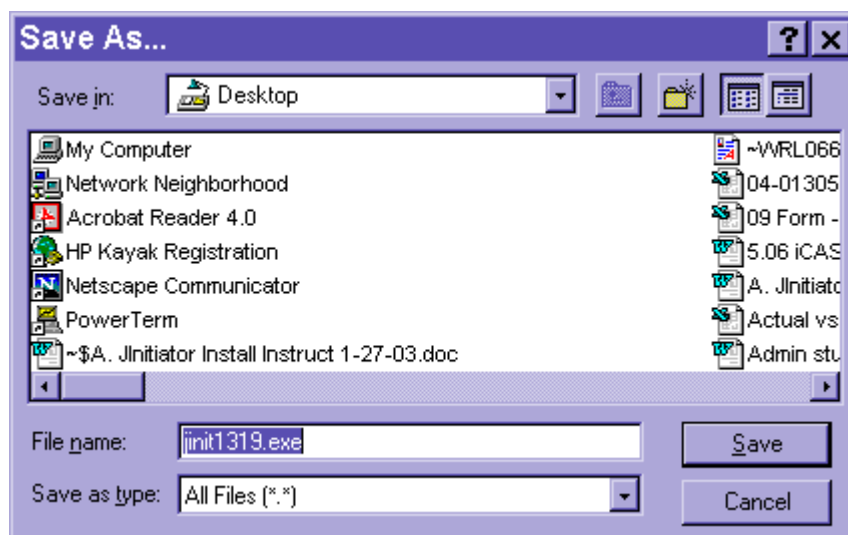 Save As...
Save in: Desktop
My Computer
Network Neighborhood
Acrobat Reader 4.0
HP Kayak Registration
Netscape Communicator
PowerTerm
~$A. JInitiator Install Instruct 1-27-03.doc
~WRL066
04-01305
09 Form -
5.06 iCAS
A. JInitiato
Actual vs
Admin stu
File name: jinit1319.exe
Save
Save as type: All Files (*.*)
Cancel